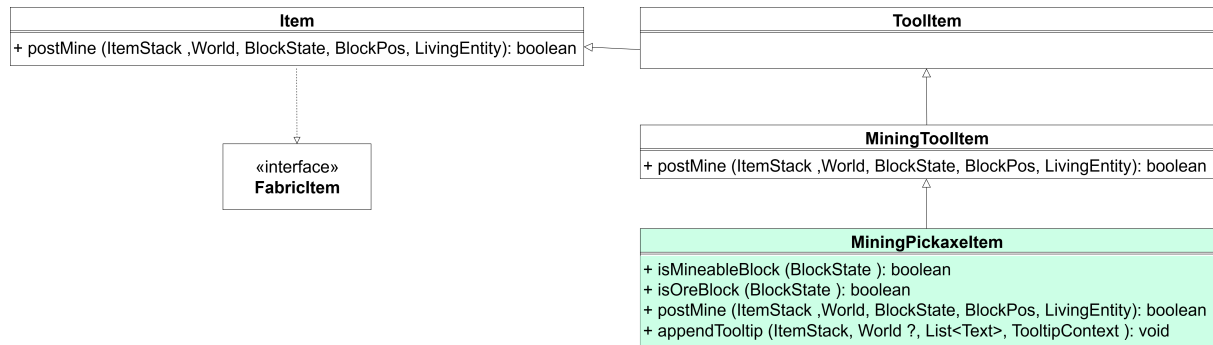 Item
+ postMine (ItemStack ,World, BlockState, BlockPos, LivingEntity): boolean
«interface»
FabricItem
ToolItem
MiningToolItem
+ postMine (ItemStack ,World, BlockState, BlockPos, LivingEntity): boolean
MiningPickaxeItem
+ isMineableBlock (BlockState ): boolean
+ isOreBlock (BlockState ): boolean
+ postMine (ItemStack ,World, BlockState, BlockPos, LivingEntity): boolean
+ appendTooltip (ItemStack, World ?, List<Text>, TooltipContext ): void